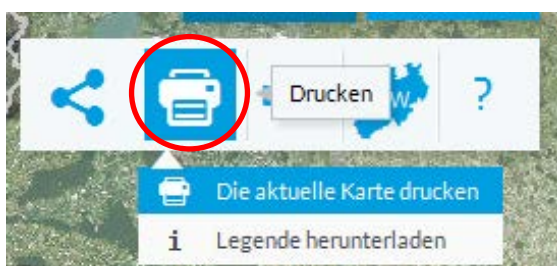 Drucken
W
?
Die aktuelle Karte drucken
i Legende herunterladen